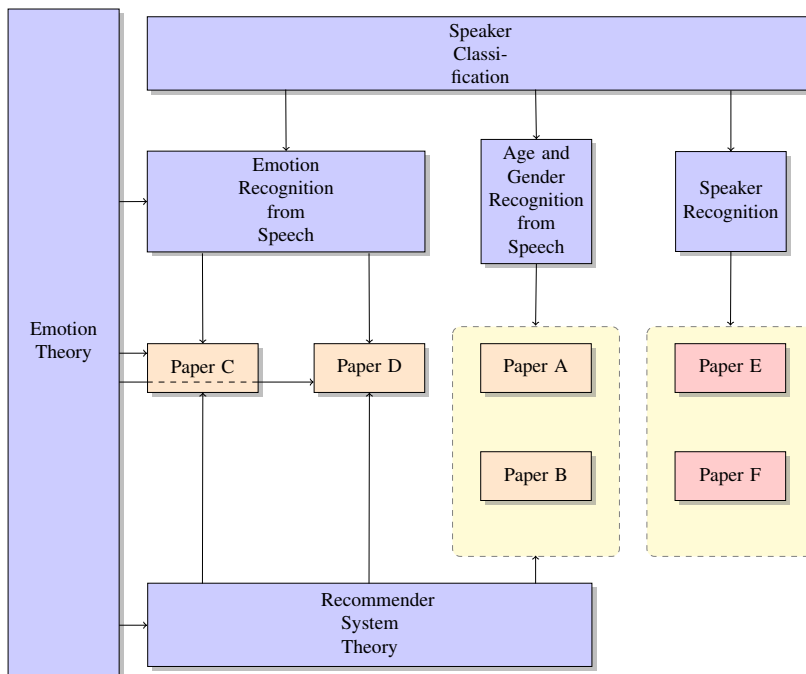 Speaker
Classi-
fication
Emotion
Recognition
from
Speech
Age and
Gender
Recognition
from
Speech
Speaker
Recognition
Emotion
Theory
Paper C
Paper D
Paper A
Paper E
Paper B
Paper F
Recommender
System
Theory